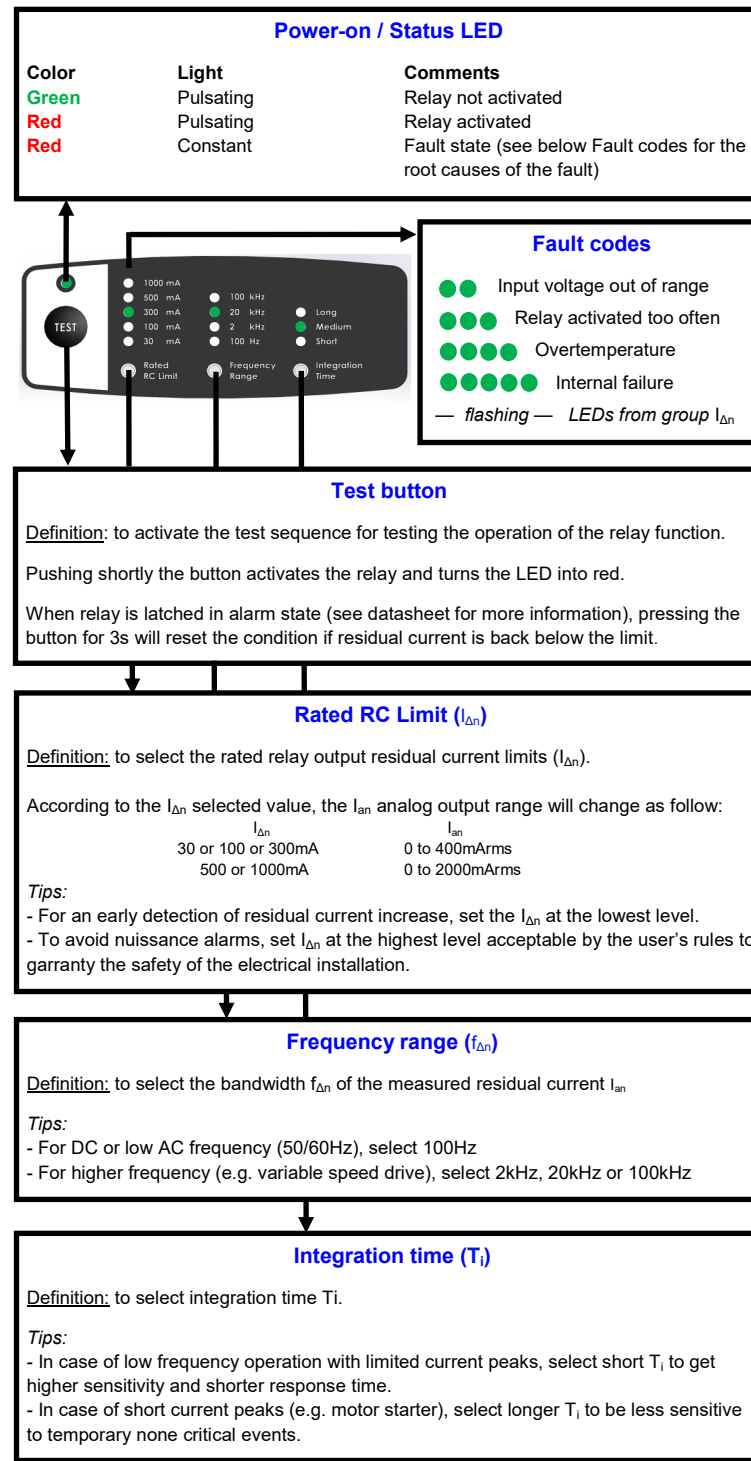 Power-on / Status LED
Color Light Comments
Green Pulsating Relay not activated
Red Pulsating Relay activated
Red Constant Fault state (see below Fault codes for the
root causes of the fault)
Fault codes
Input voltage out of range
Relay activated too often
Overtemperature
Internal failure
— flashing — LEDs from group IΔn
1000 mA
500 mA 100 kHz
300 mA 20 kHz Long
100 mA 2 kHz Medium
30 mA 100 Hz Short
TEST
Rated Frequency Integration
RC Limit Range Time
Test button
Definition: to activate the test sequence for testing the operation of the relay function.
Pushing shortly the button activates the relay and turns the LED into red.
When relay is latched in alarm state (see datasheet for more information), pressing the
button for 3s will reset the condition if residual current is back below the limit.
Rated RC Limit (IΔn)
Definition: to select the rated relay output residual current limits (IΔn).
According to the IΔn selected value, the Ian analog output range will change as follow:
IΔn Ian
30 or 100 or 300mA 0 to 400mArms
500 or 1000mA 0 to 2000mArms
Tips:
- For an early detection of residual current increase, set the IΔn at the lowest level.
- To avoid nuissance alarms, set IΔn at the highest level acceptable by the user's rules to
garranty the safety of the electrical installation.
Frequency range (fΔn)
Definition: to select the bandwidth fΔn of the measured residual current Ian
Tips:
- For DC or low AC frequency (50/60Hz), select 100Hz
- For higher frequency (e.g. variable speed drive), select 2kHz, 20kHz or 100kHz
Integration time (Ti)
Definition: to select integration time Ti.
Tips:
- In case of low frequency operation with limited current peaks, select short Ti to get
higher sensitivity and shorter response time.
- In case of short current peaks (e.g. motor starter), select longer Ti to be less sensitive
to temporary none critical events.